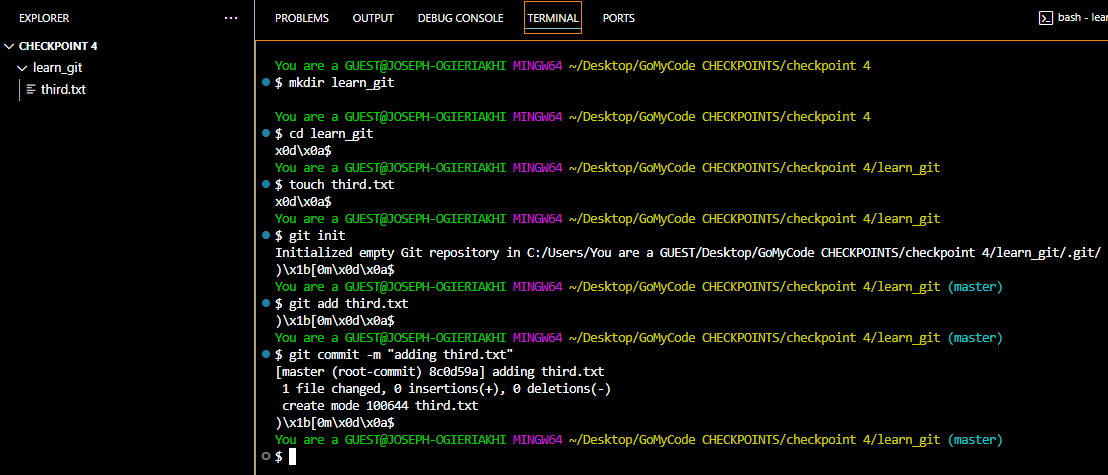 EXPLORER
···
CHECKPOINT 4
learn_git
third.txt
PROBLEMS OUTPUT DEBUG CONSOLE TERMINAL PORTS
bash - lear
You are a GUEST@JOSEPH-OGIERIAKHI MINGW64 ~/Desktop/GoMyCode CHECKPOINTS/checkpoint 4
$ mkdir learn_git
You are a GUEST@JOSEPH-OGIERIAKHI MINGW64 ~/Desktop/GoMyCode CHECKPOINTS/checkpoint 4
$ cd learn_git
x0d\x0a$
You are a GUEST@JOSEPH-OGIERIAKHI MINGW64 ~/Desktop/GoMyCode CHECKPOINTS/checkpoint 4/learn_git
$ touch third.txt
x0d\x0a$
You are a GUEST@JOSEPH-OGIERIAKHI MINGW64 ~/Desktop/GoMyCode CHECKPOINTS/checkpoint 4/learn_git
$ git init
Initialized empty Git repository in C:/Users/You are a GUEST/Desktop/GoMyCode CHECKPOINTS/checkpoint 4/learn_git/.git/
)\x1b[0m\x0d\x0a$
You are a GUEST@JOSEPH-OGIERIAKHI MINGW64 ~/Desktop/GoMyCode CHECKPOINTS/checkpoint 4/learn_git (master)
$ git add third.txt
)\x1b[0m\x0d\x0a$
You are a GUEST@JOSEPH-OGIERIAKHI MINGW64 ~/Desktop/GoMyCode CHECKPOINTS/checkpoint 4/learn_git (master)
$ git commit -m "adding third.txt"
[master (root-commit) 8c0d59a] adding third.txt
1 file changed, 0 insertions(+), 0 deletions(-)
create mode 100644 third.txt
)\x1b[0m\x0d\x0a$
You are a GUEST@JOSEPH-OGIERIAKHI MINGW64 ~/Desktop/GoMyCode CHECKPOINTS/checkpoint 4/learn_git (master)
$